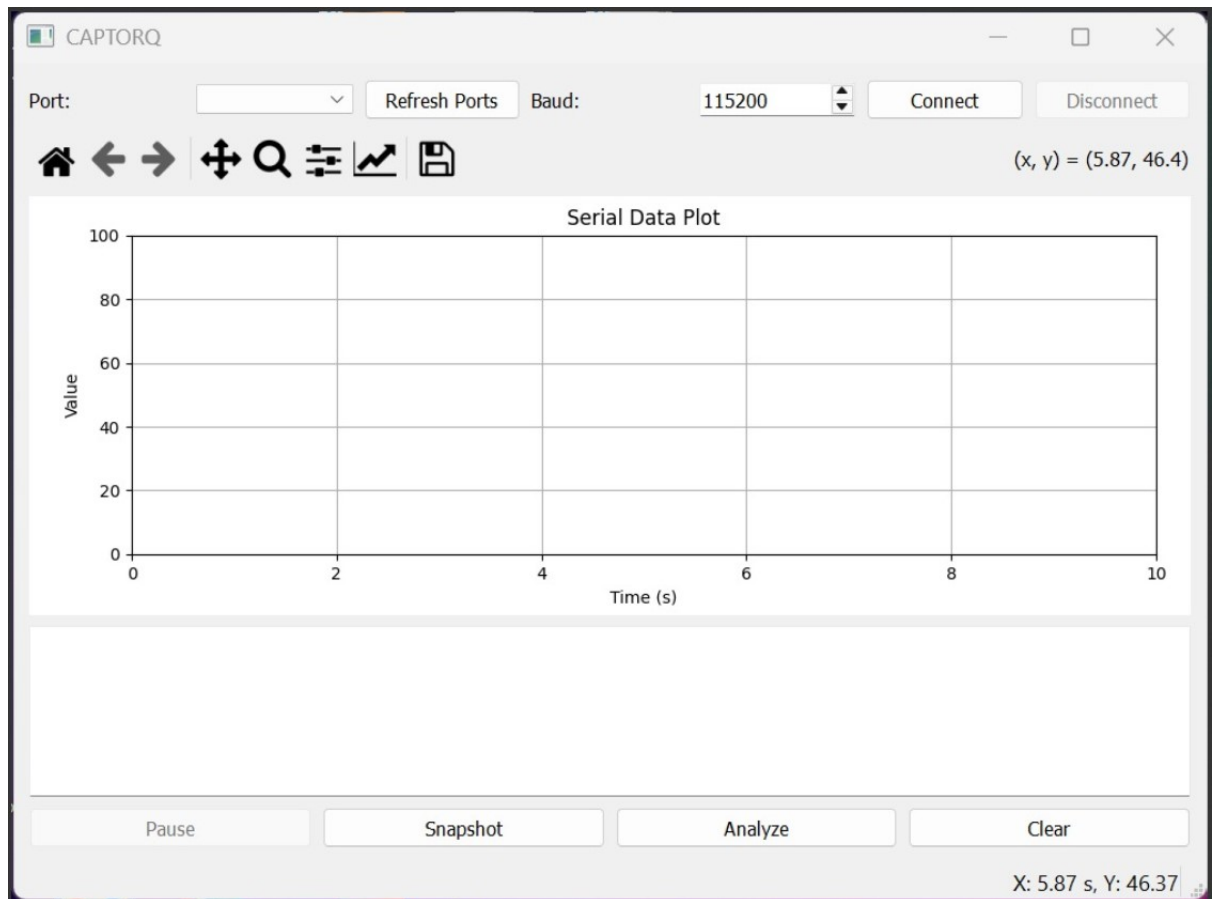 CAPTORQ
Port: Refresh Ports Baud: 115200 Connect Disconnect
(x, y) = (5.87, 46.4)
Serial Data Plot
100
80
60
40
20
0
Value
0 2 4 6 8 10
Time (s)
Pause Snapshot Analyze Clear
X: 5.87 s, Y: 46.37